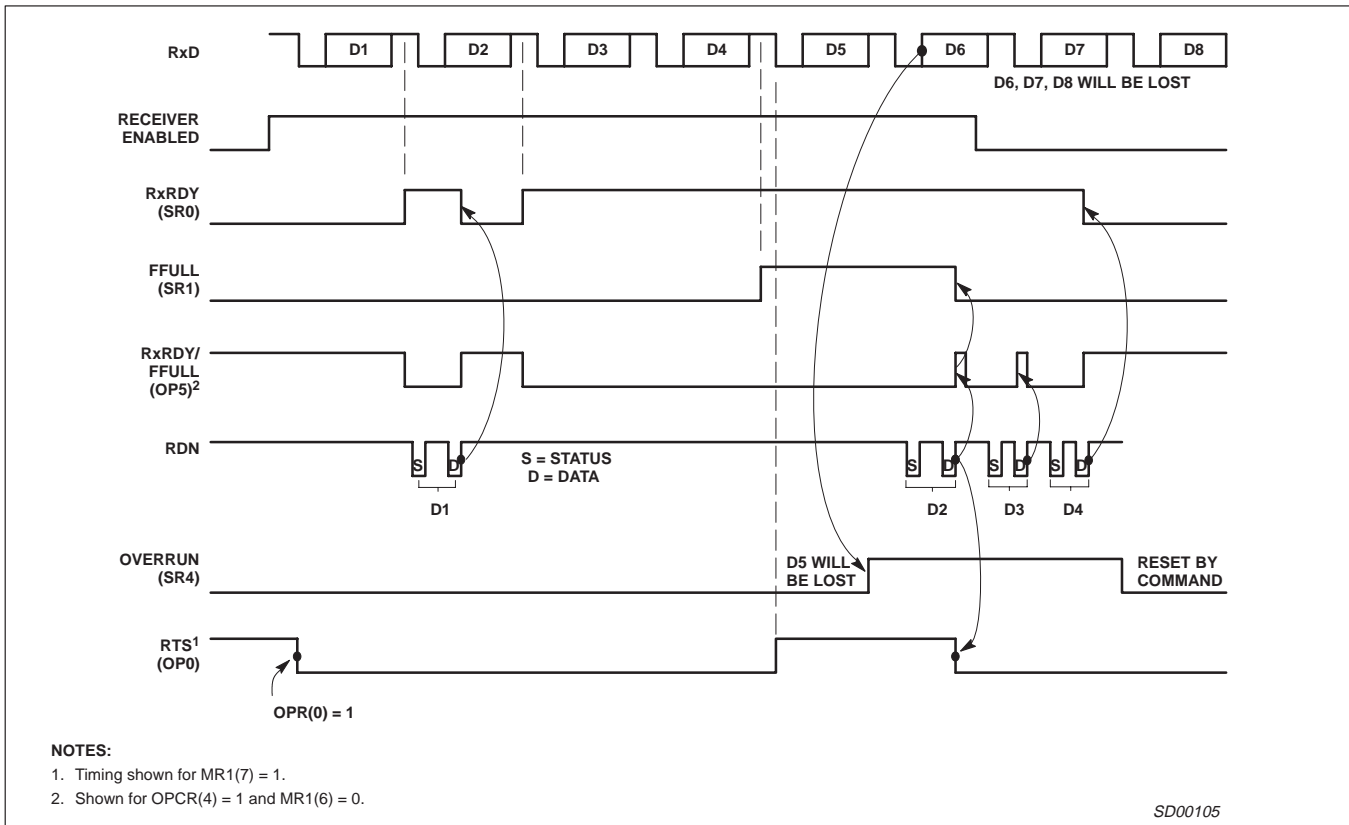 RxD
D1 D2 D3 D4 D5 D6 D7 D8
D6, D7, D8 WILL BE LOST
RECEIVER
ENABLED
RxRDY
(SR0)
FFULL
(SR1)
RxRDY/
FFULL
(OP5)2
RDN
S D
S = STATUS
D = DATA
S D S D S D
D1
D2 D3 D4
OVERRUN
(SR4)
D5 WILL
BE LOST
RESET BY
COMMAND
RTS1
(OP0)
OPR(0) = 1
NOTES:
1. Timing shown for MR1(7) = 1.
2. Shown for OPCR(4) = 1 and MR1(6) = 0.
SD00105